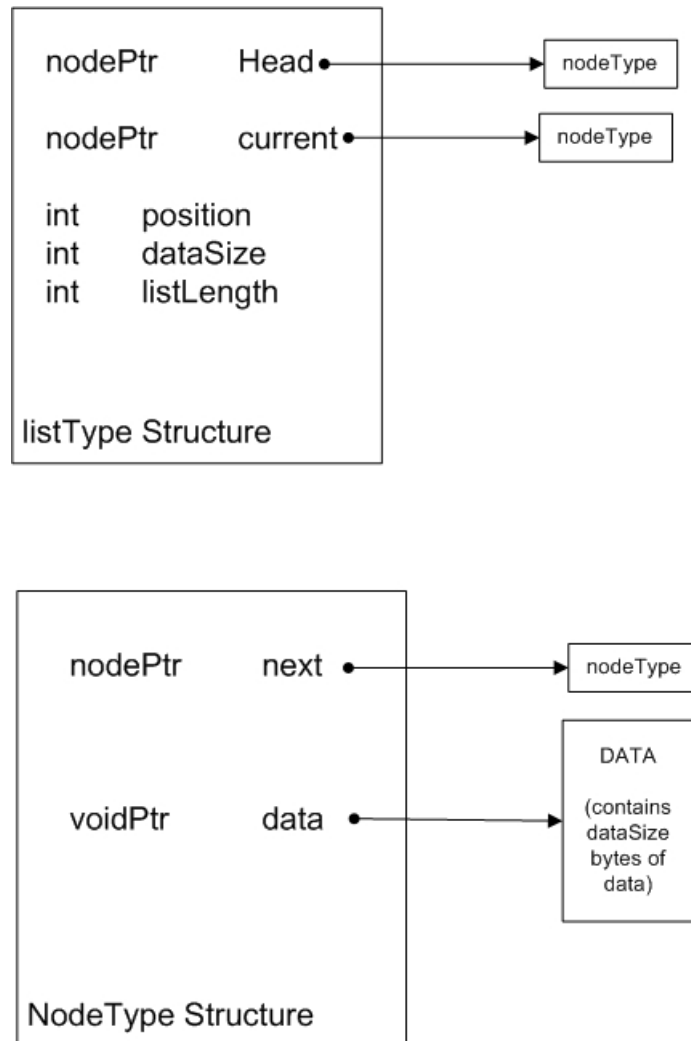 nodePtr Head nodeType
nodePtr current nodeType
int position
int dataSize
int listLength
listType Structure
nodePtr next nodeType
voidPtr data
DATA
(contains
dataSize
bytes of
data)
NodeType Structure